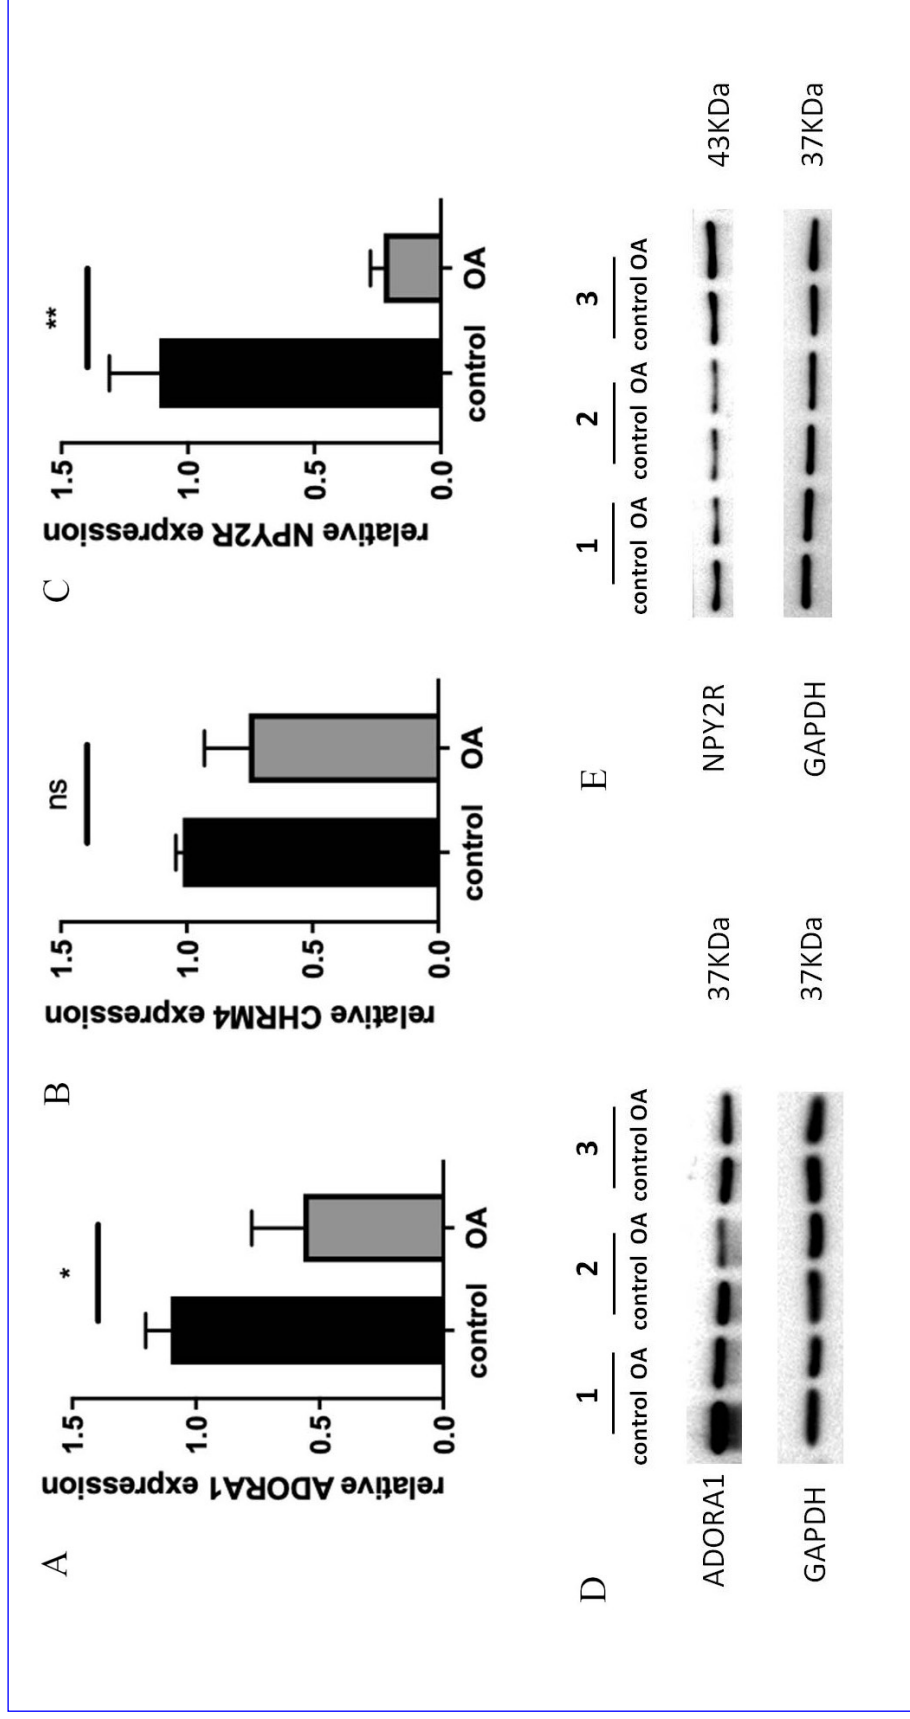 A
relative ADORA1 expression
1.5
1.0
0.5
0.0
*
control OA
B
relative CHRM4 expression
1.5
1.0
0.5
0.0
ns
control OA
C
relative NPY2R expression
1.5
1.0
0.5
0.0
**
control OA
D
1 2 3
control OA control OA control OA
ADORA1 37KDa
GAPDH 37KDa
E
1 2 3
control OA control OA control OA
NPY2R 43KDa
GAPDH 37KDa